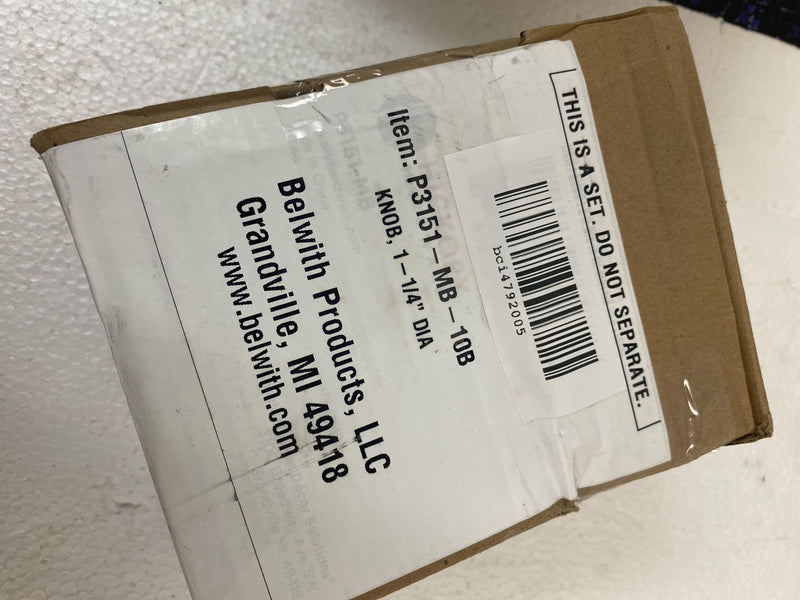 THIS IS A SET. DO NOT SEPARATE.
bci4792005
Item: P3151-MB-10B
KNOB, 1-1/4" DIA
Belwith Products, LLC
Grandville, MI 49418
www.belwith.com